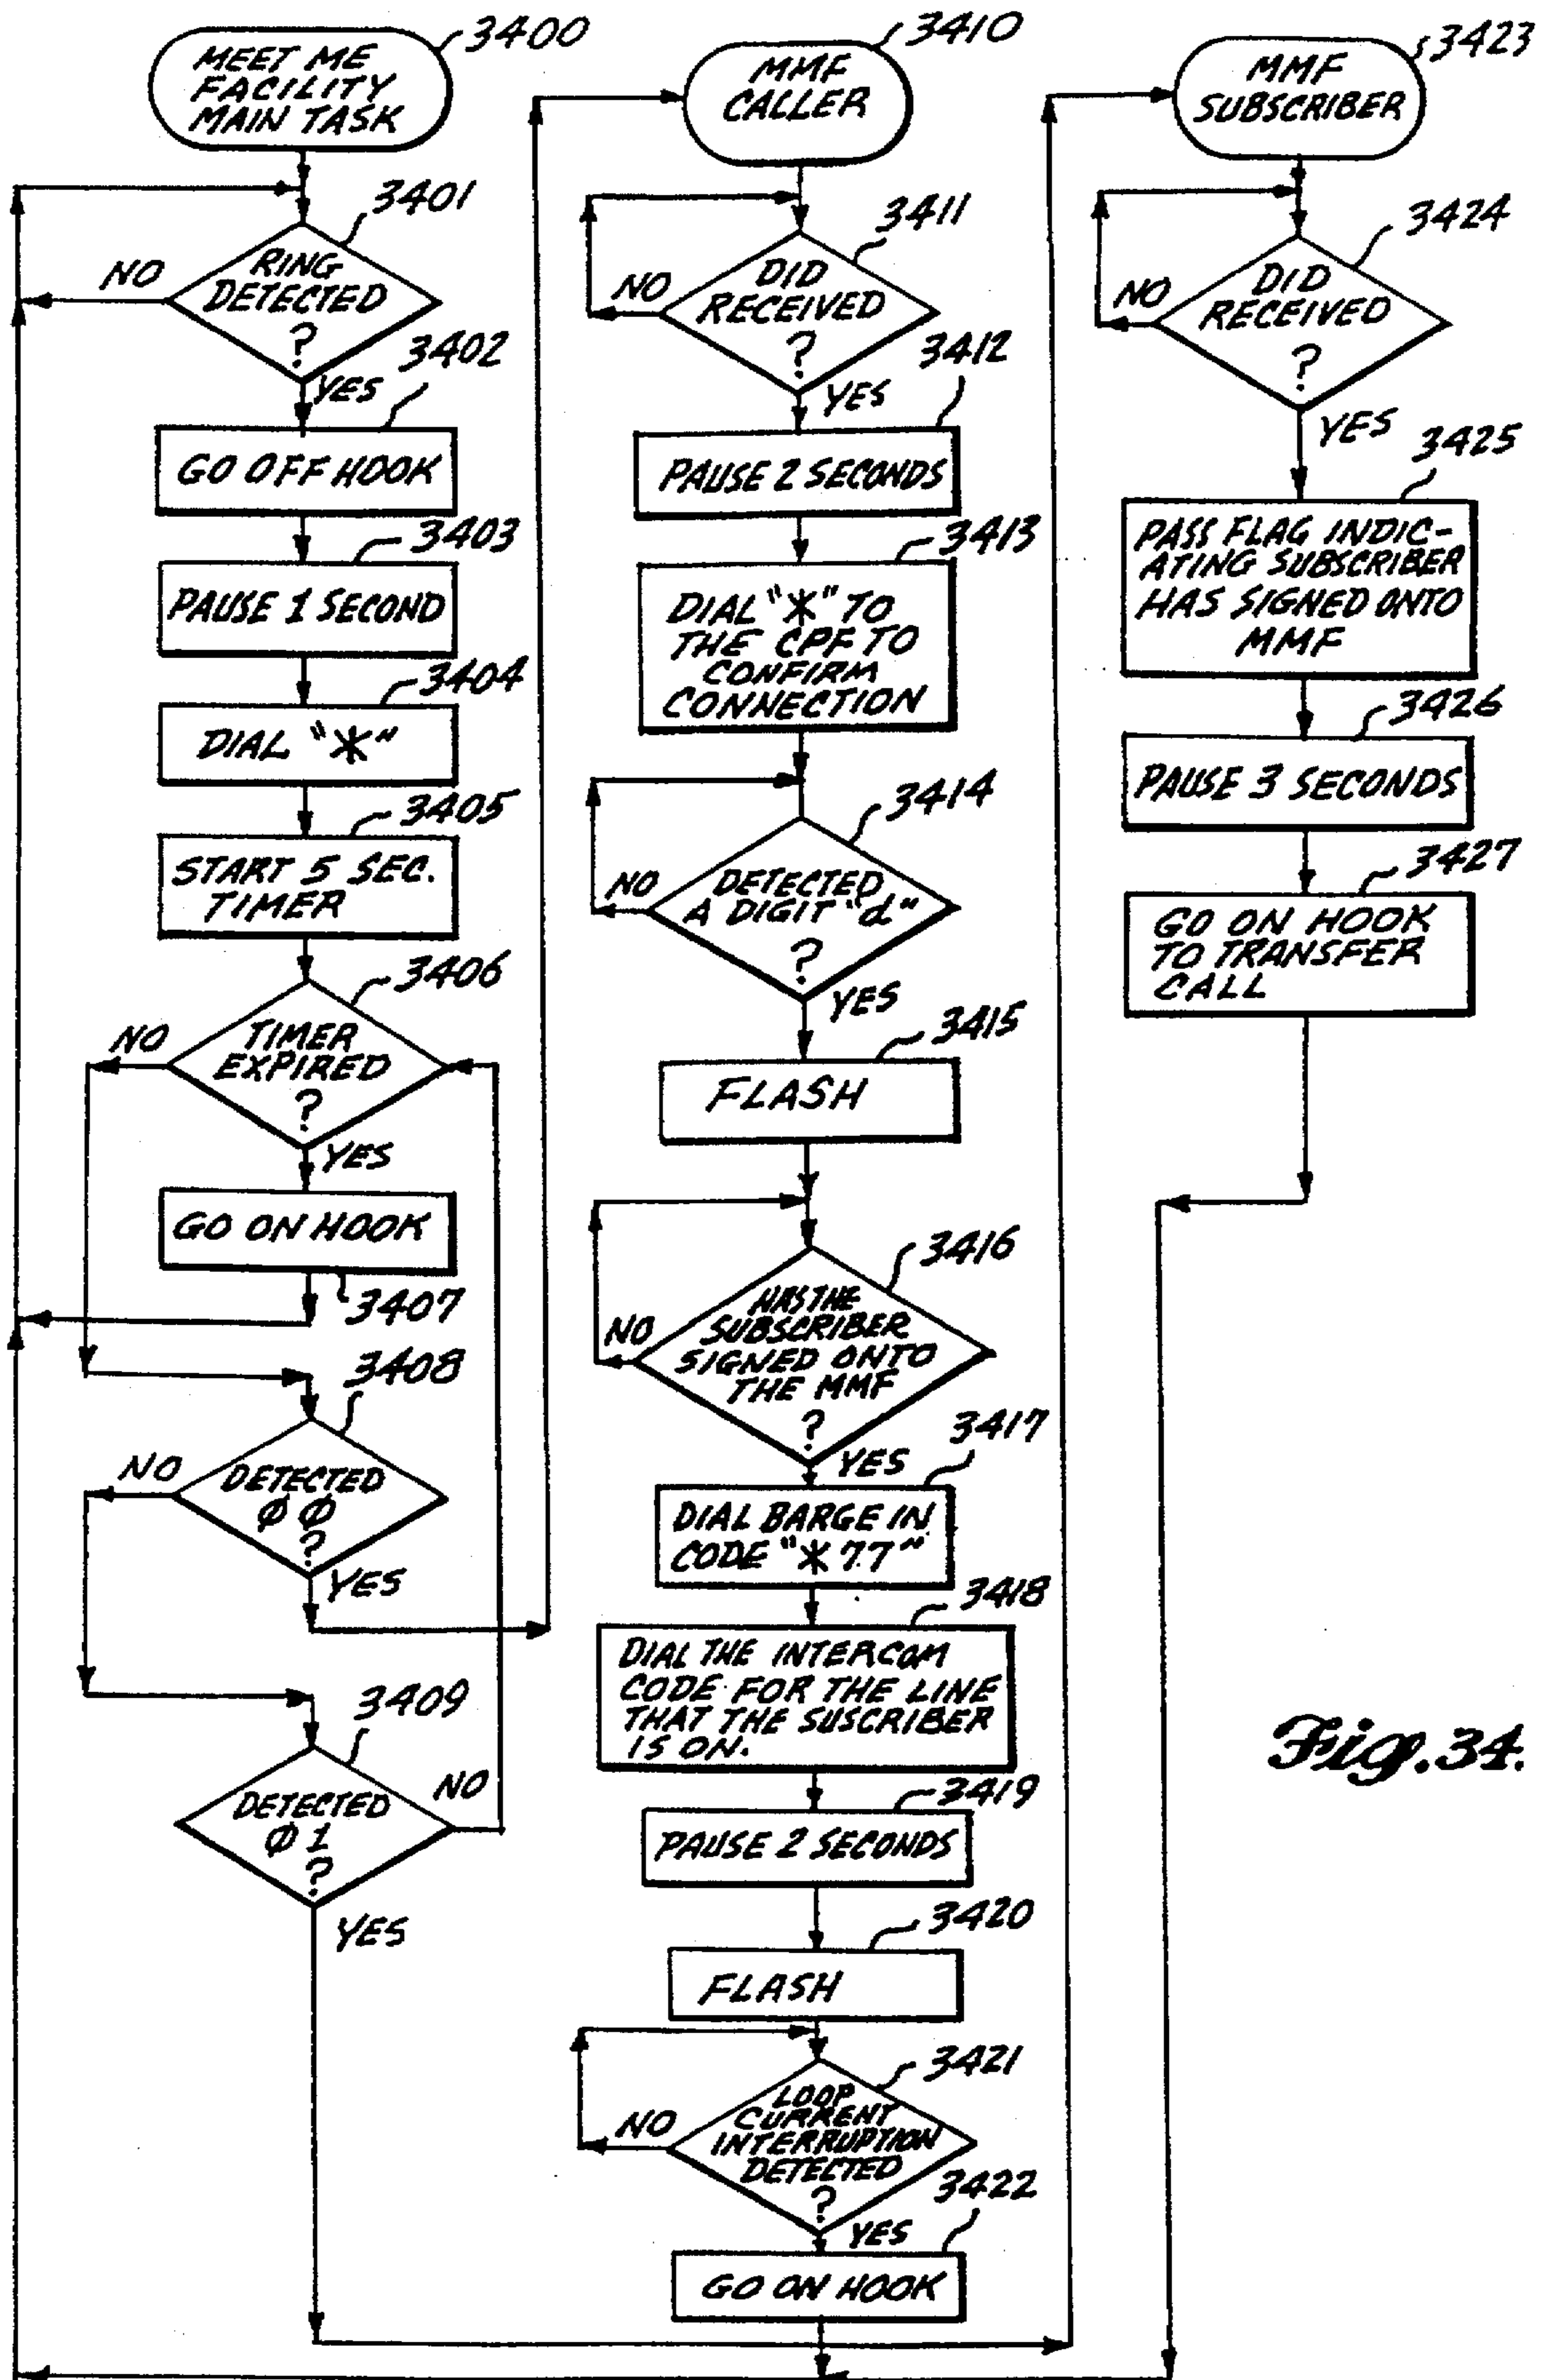 3400
MEET ME
FACILITY
MAIN TASK
3401
RING
DETECTED
?
NO
YES
3402
GO OFF HOOK
3403
PAUSE 1 SECOND
3404
DIAL "*"
3405
START 5 SEC.
TIMER
3406
TIMER
EXPIRED
?
NO
YES
GO ON HOOK
3407
3408
DETECTED
ØØ
?
NO
YES
3409
DETECTED
Ø1
?
NO
YES
3410
MMF
CALLER
3411
DID
RECEIVED
?
NO
YES
3412
PAUSE 2 SECONDS
3413
DIAL "*" TO
THE CPF TO
CONFIRM
CONNECTION
3414
DETECTED
A DIGIT "d"
?
NO
YES
3415
FLASH
3416
HAS THE
SUBSCRIBER
SIGNED ONTO
THE MMF
?
NO
YES
3417
DIAL BARGE IN
CODE "*77"
3418
DIAL THE INTERCOM
CODE FOR THE LINE
THAT THE SUSCRIBER
IS ON.
3419
PAUSE 2 SECONDS
3420
FLASH
3421
LOOP
CURRENT
INTERRUPTION
DETECTED
?
NO
YES
3422
GO ON HOOK
3423
MMF
SUBSCRIBER
3424
DID
RECEIVED
?
NO
YES
3425
PASS FLAG INDIC-
ATING SUBSCRIBER
HAS SIGNED ONTO
MMF
3426
PAUSE 3 SECONDS
3427
GO ON HOOK
TO TRANSFER
CALL
Fig. 34.